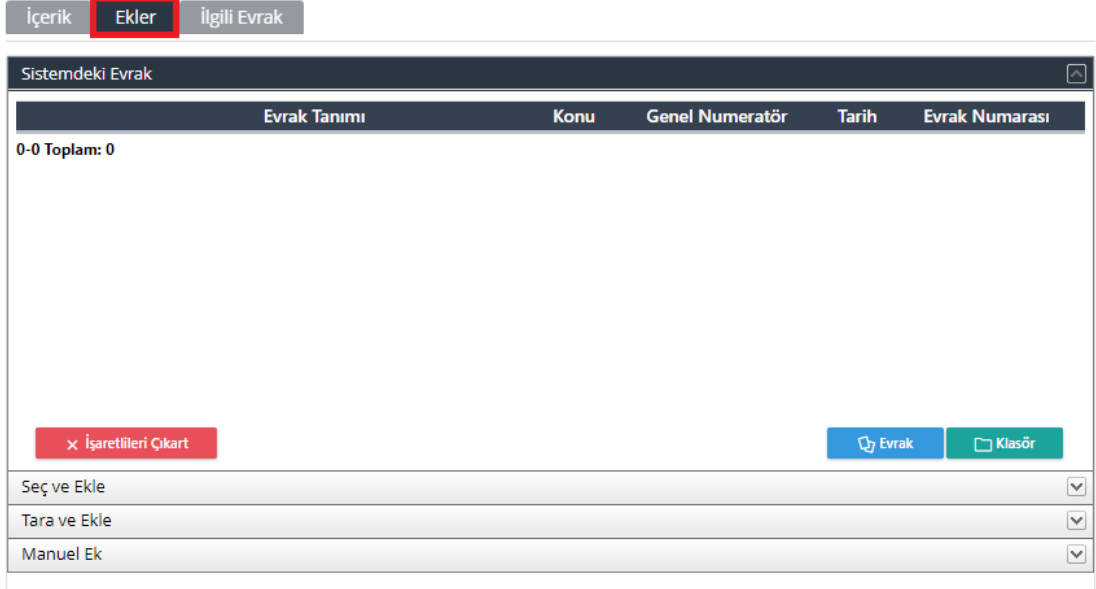 İçerik Ekler İlgili Evrak
Sistemdeki Evrak
Evrak Tanımı Konu Genel Numeratör Tarih Evrak Numarası
0-0 Toplam: 0
İşaretlileri Çıkart Evrak Klasör
Seç ve Ekle
Tara ve Ekle
Manuel Ek